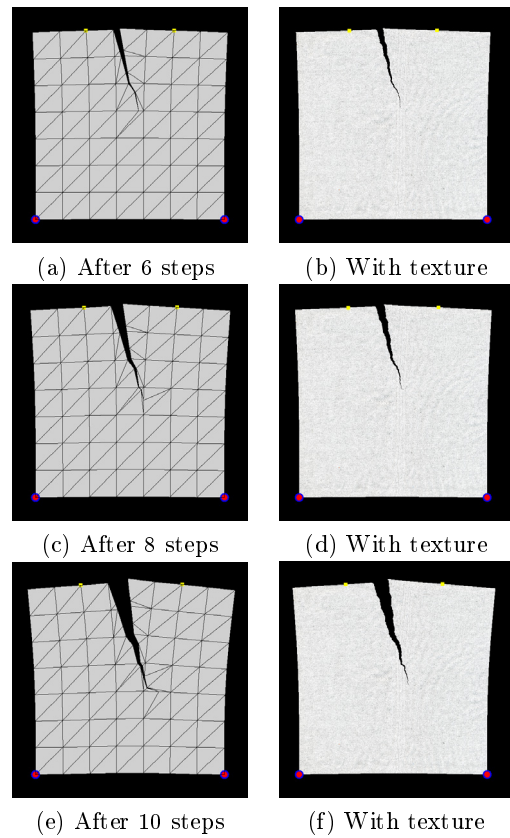 (a) After 6 steps
(b) With texture
(c) After 8 steps
(d) With texture
(e) After 10 steps
(f) With texture